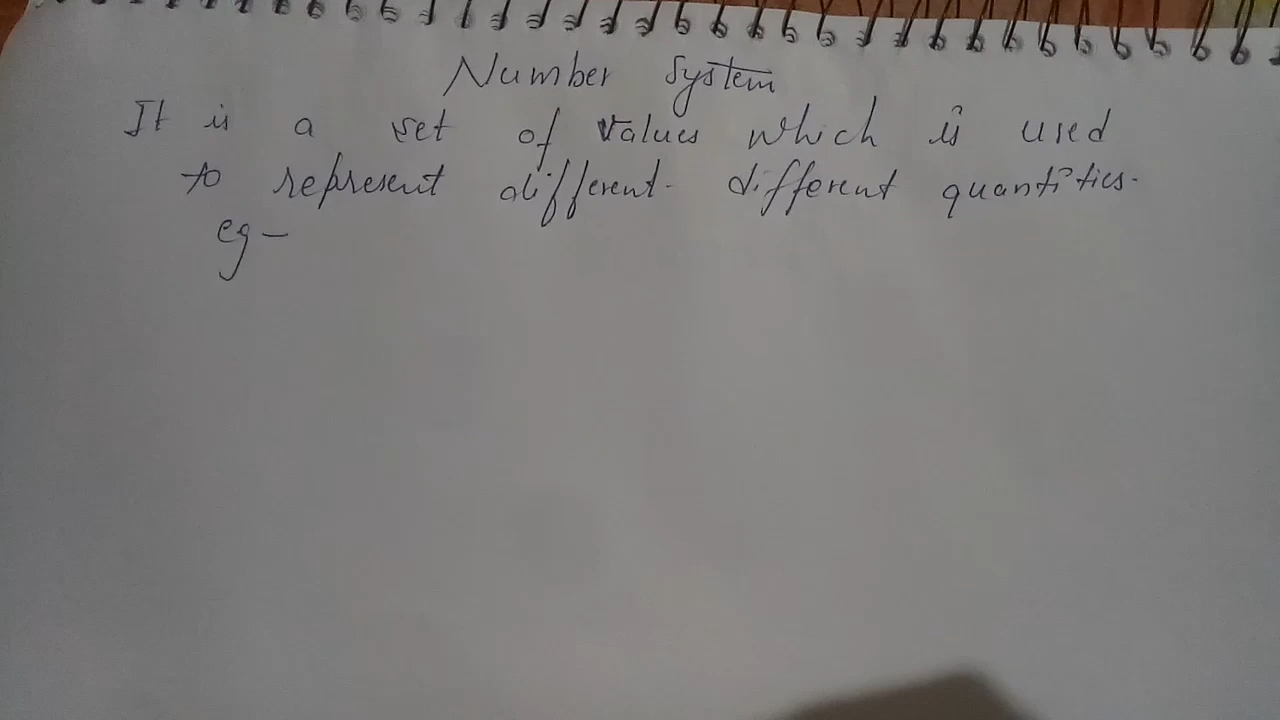 Number System
It is a set of values which is used
to represent different different quantities.
eg-